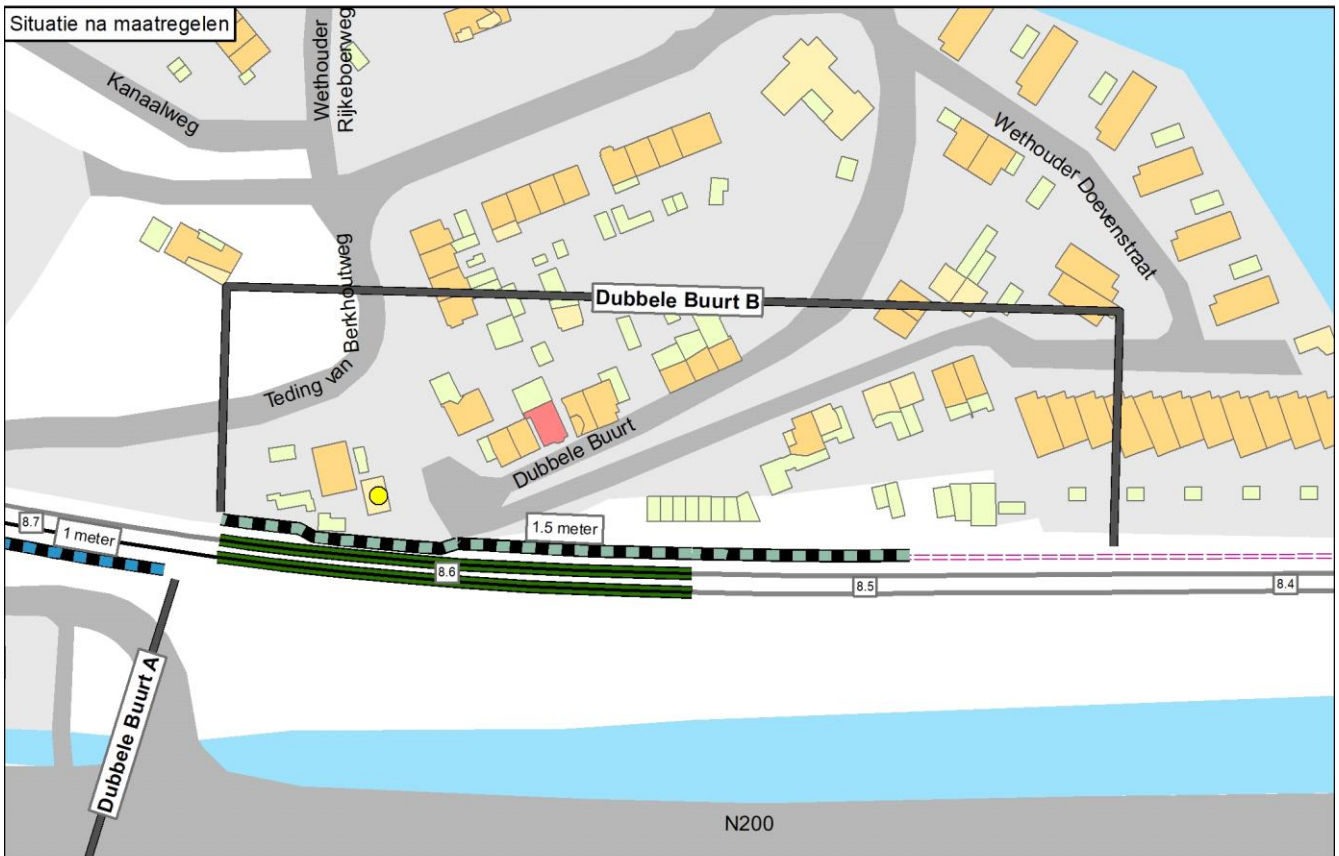 Situatie na maatregelen
Kanaalweg
Wethouder
Rijkeboerweg
Wethouder Doevenstraat
Dubbele Buurt B
Teding van Berkhoutweg
Dubbele Buurt
8.7
1 meter
1.5 meter
8.6
8.5
8.4
Dubbele Buurt A
N200